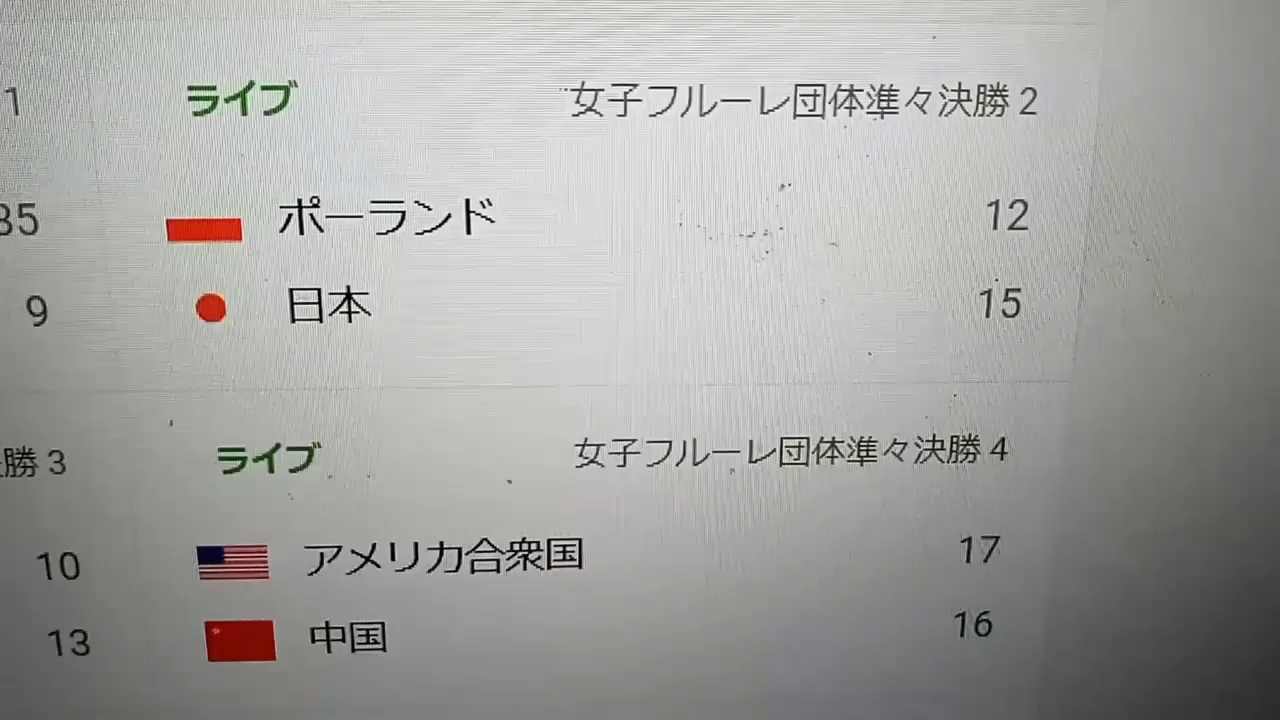 1 ライブ 女子フルーレ団体準々決勝 2
35 ポーランド 12
9 日本 15
勝 3 ライブ 女子フルーレ団体準々決勝 4
10 アメリカ合衆国 17
13 中国 16